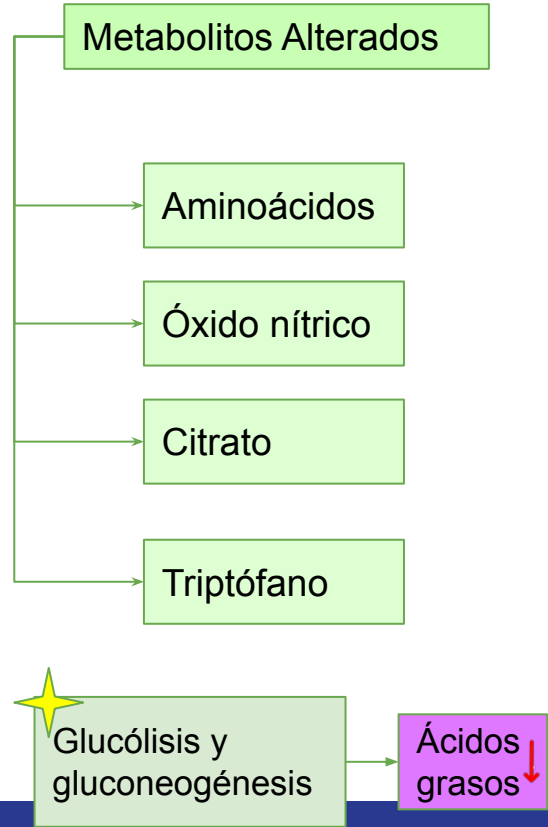 Metabolitos Alterados
Aminoácidos
Óxido nítrico
Citrato
Triptófano
Glucólisis y
gluconeogénesis
Ácidos
grasos